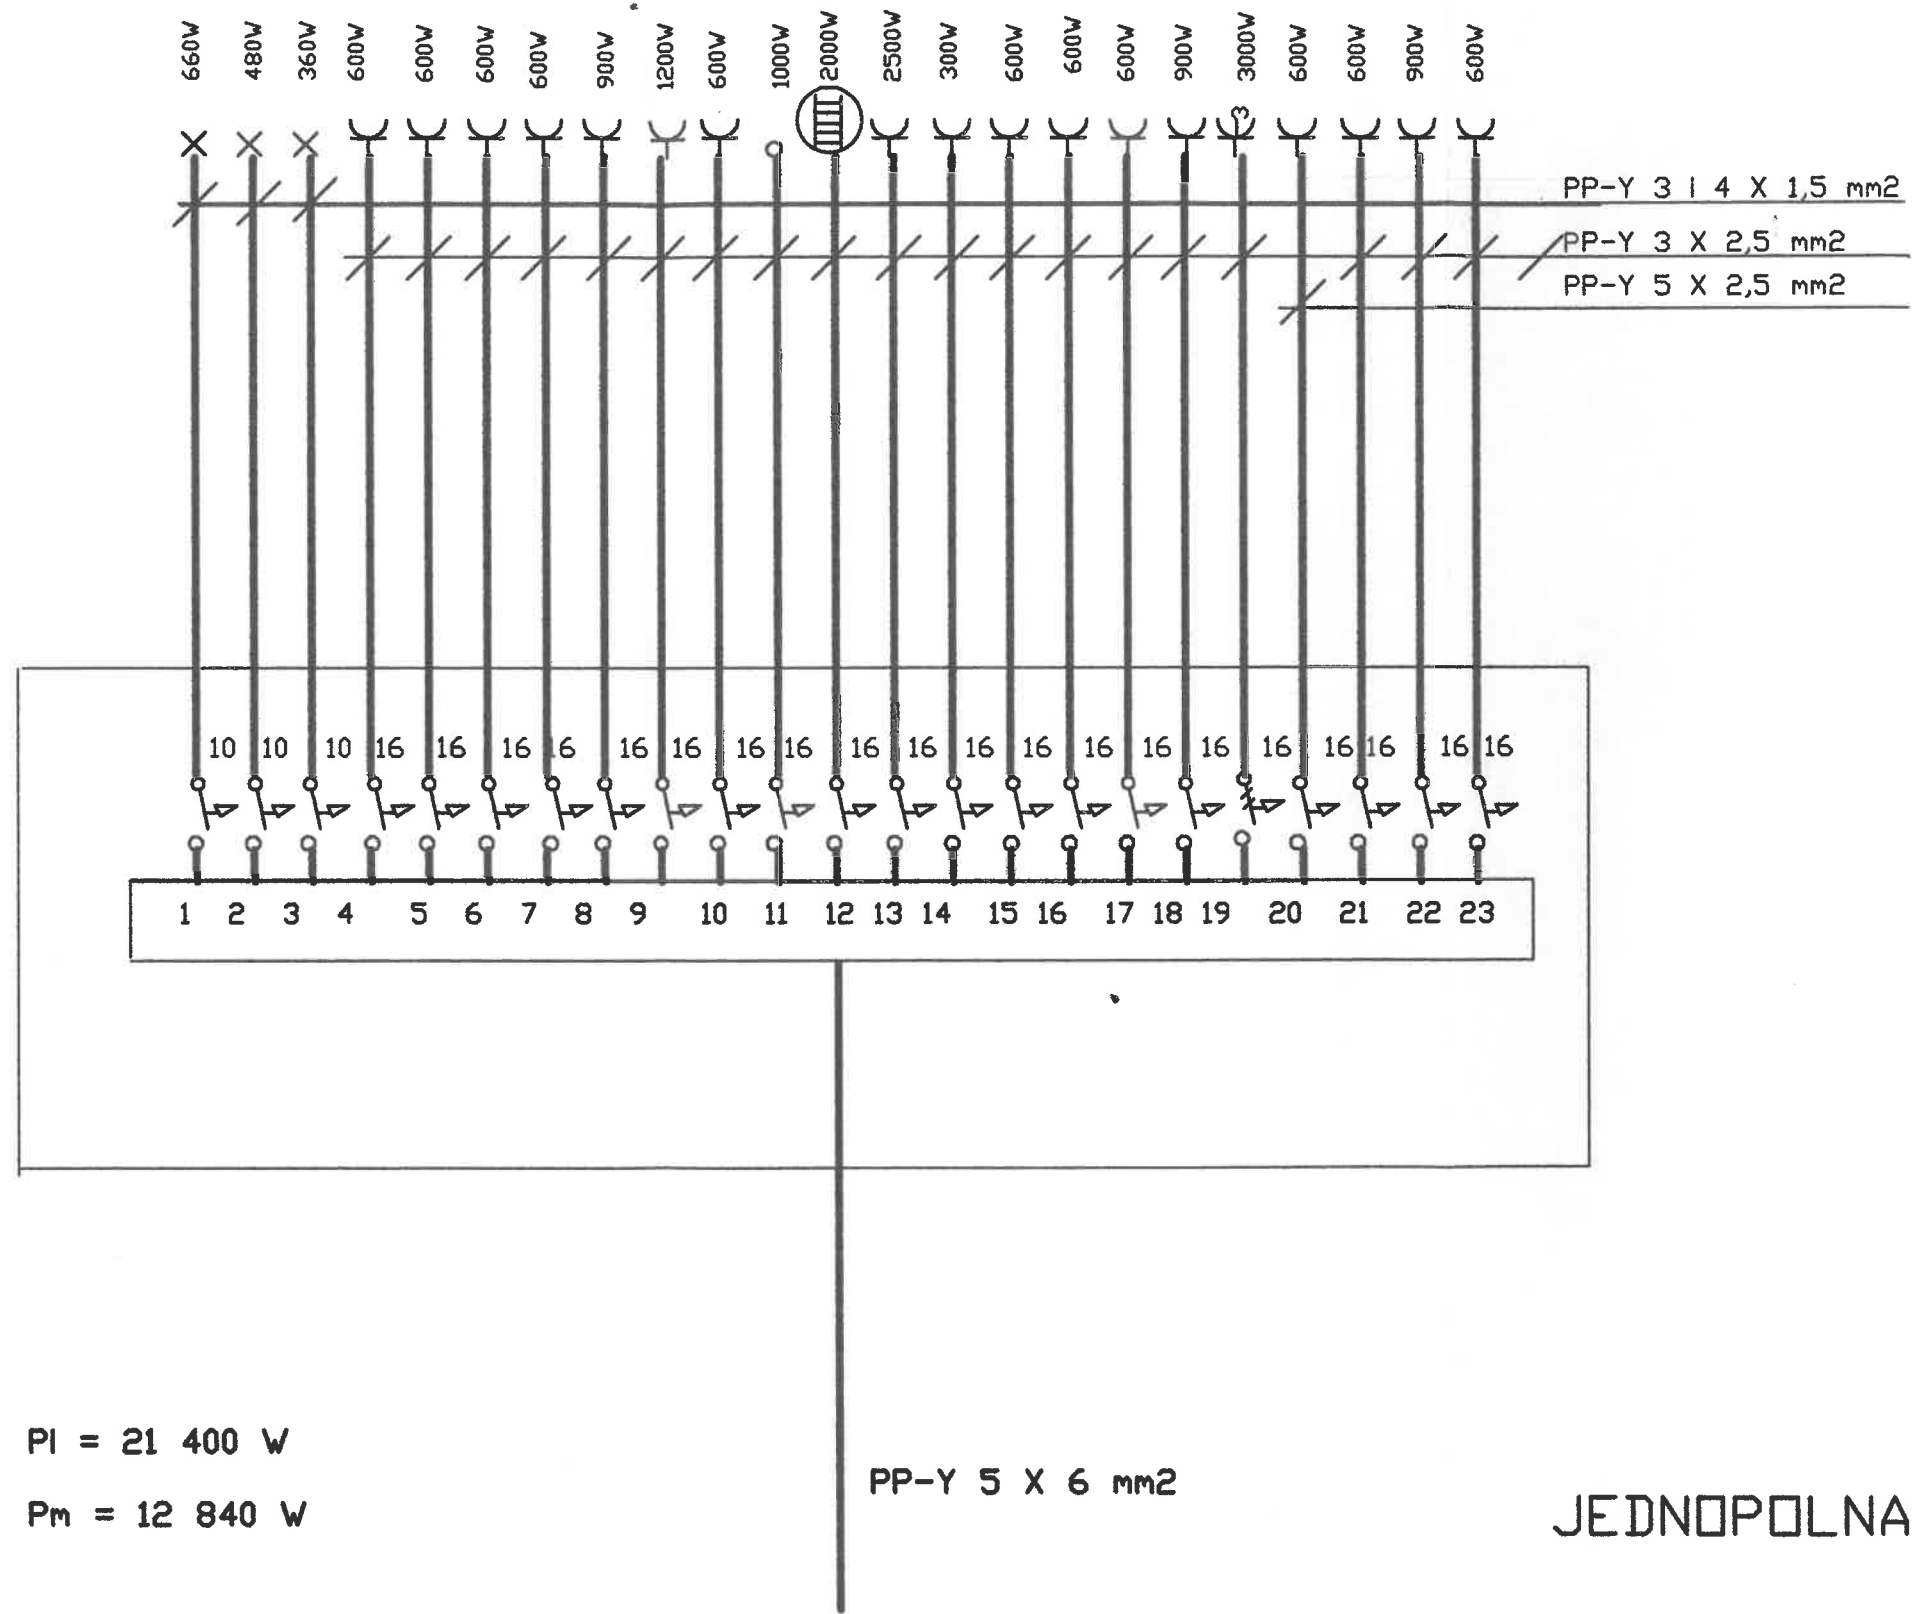 660W 480W 360W 600W 600W 600W 600W 900W 1200W 600W 1000W 2000W 2500W 300W 600W 600W 600W 900W 3000W 600W 600W 900W 600W
3
PP-Y 3 I 4 X 1,5 mm2
PP-Y 3 X 2,5 mm2
PP-Y 5 X 2,5 mm2
10 10 10 16 16 16 16 16 16 16 16 16 16 16 16 16 16 16 16 16 16 16 16
1 2 3 4 5 6 7 8 9 10 11 12 13 14 15 16 17 18 19 20 21 22 23
PI = 21 400 W
PP-Y 5 X 6 mm2
Pm = 12 840 W
JEDNOPOLNA